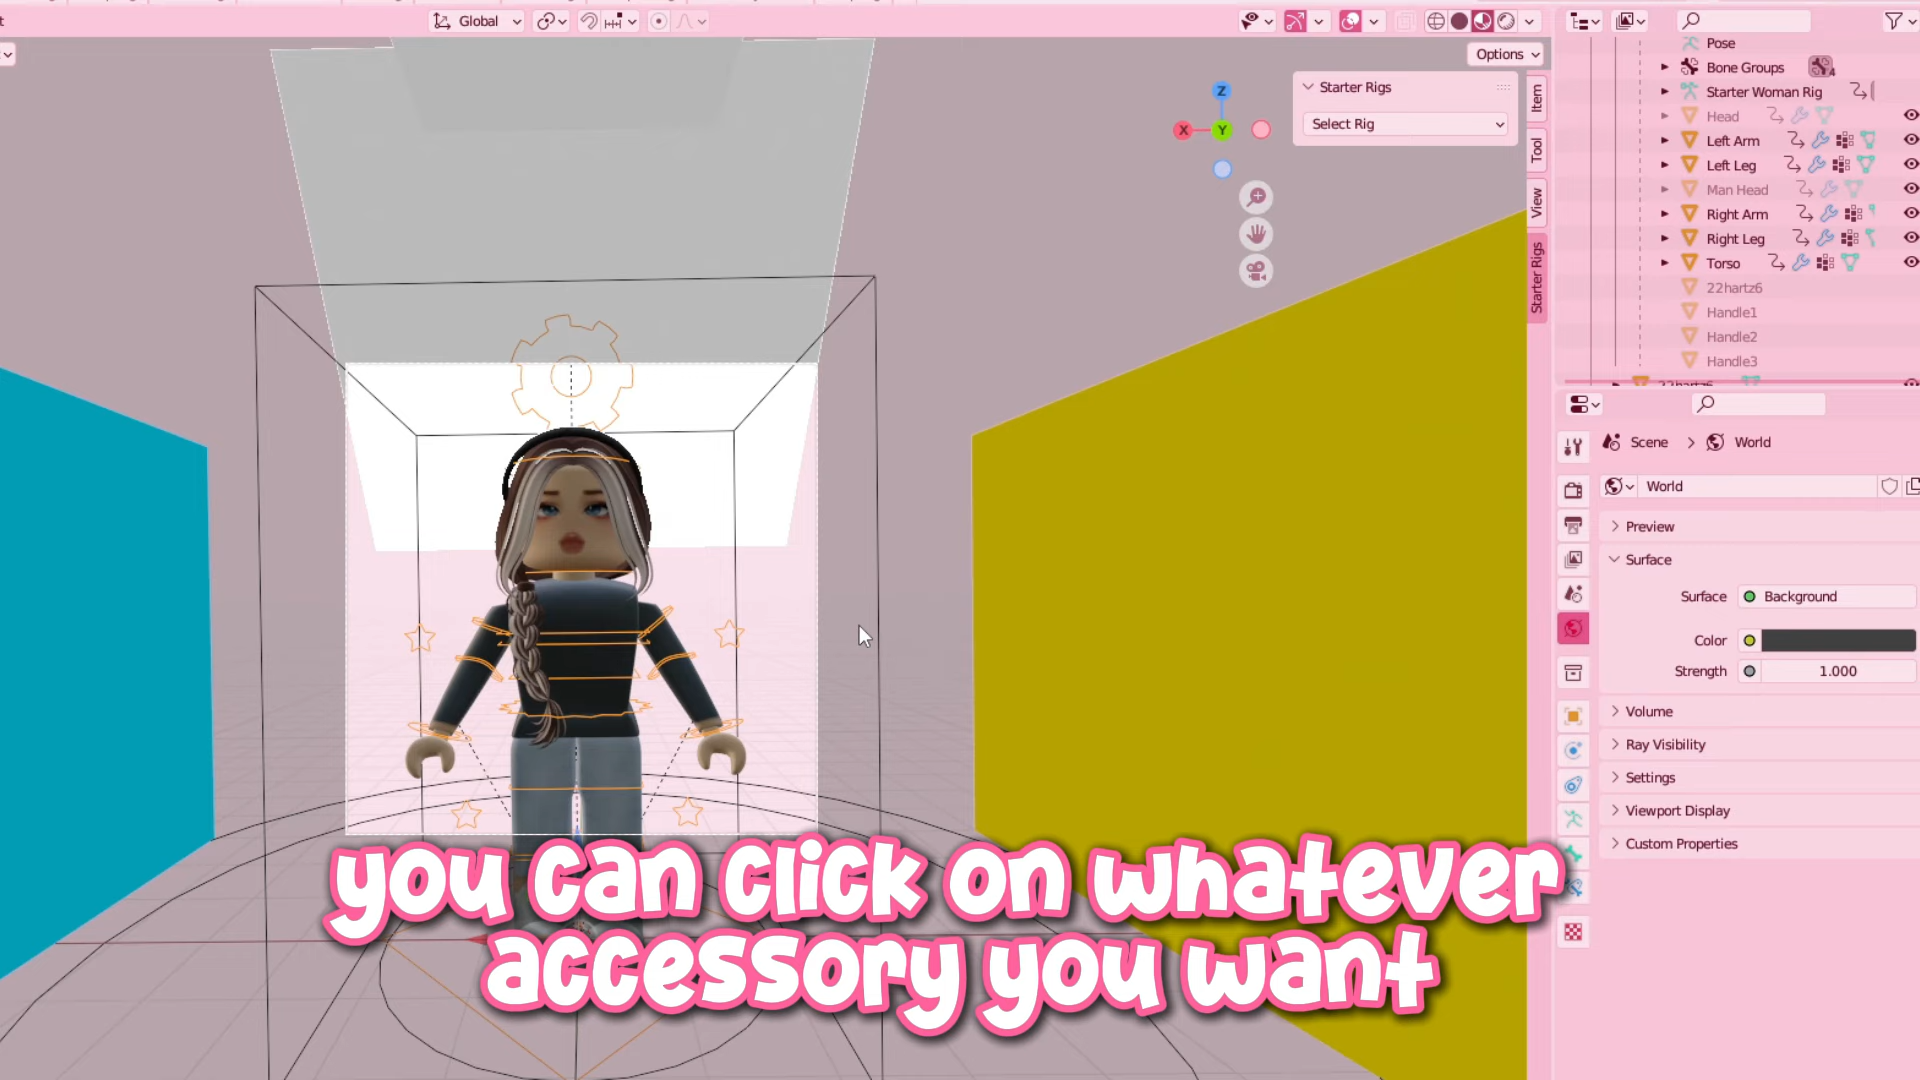 Global
Options
Starter Rigs
Select Rig
Item
Tool
View
Starter Rigs
Z
X
Y
Pose
Bone Groups
4
Starter Woman Rig
Head
Left Arm
Left Leg
Man Head
Right Arm
Right Leg
Torso
22hartz6
Handle1
Handle2
Handle3
22hartz6
Scene
World
World
Preview
Surface
Surface
Background
Color
Strength
1.000
Volume
Ray Visibility
Settings
Viewport Display
Custom Properties
you can click on whatever
accessory you want